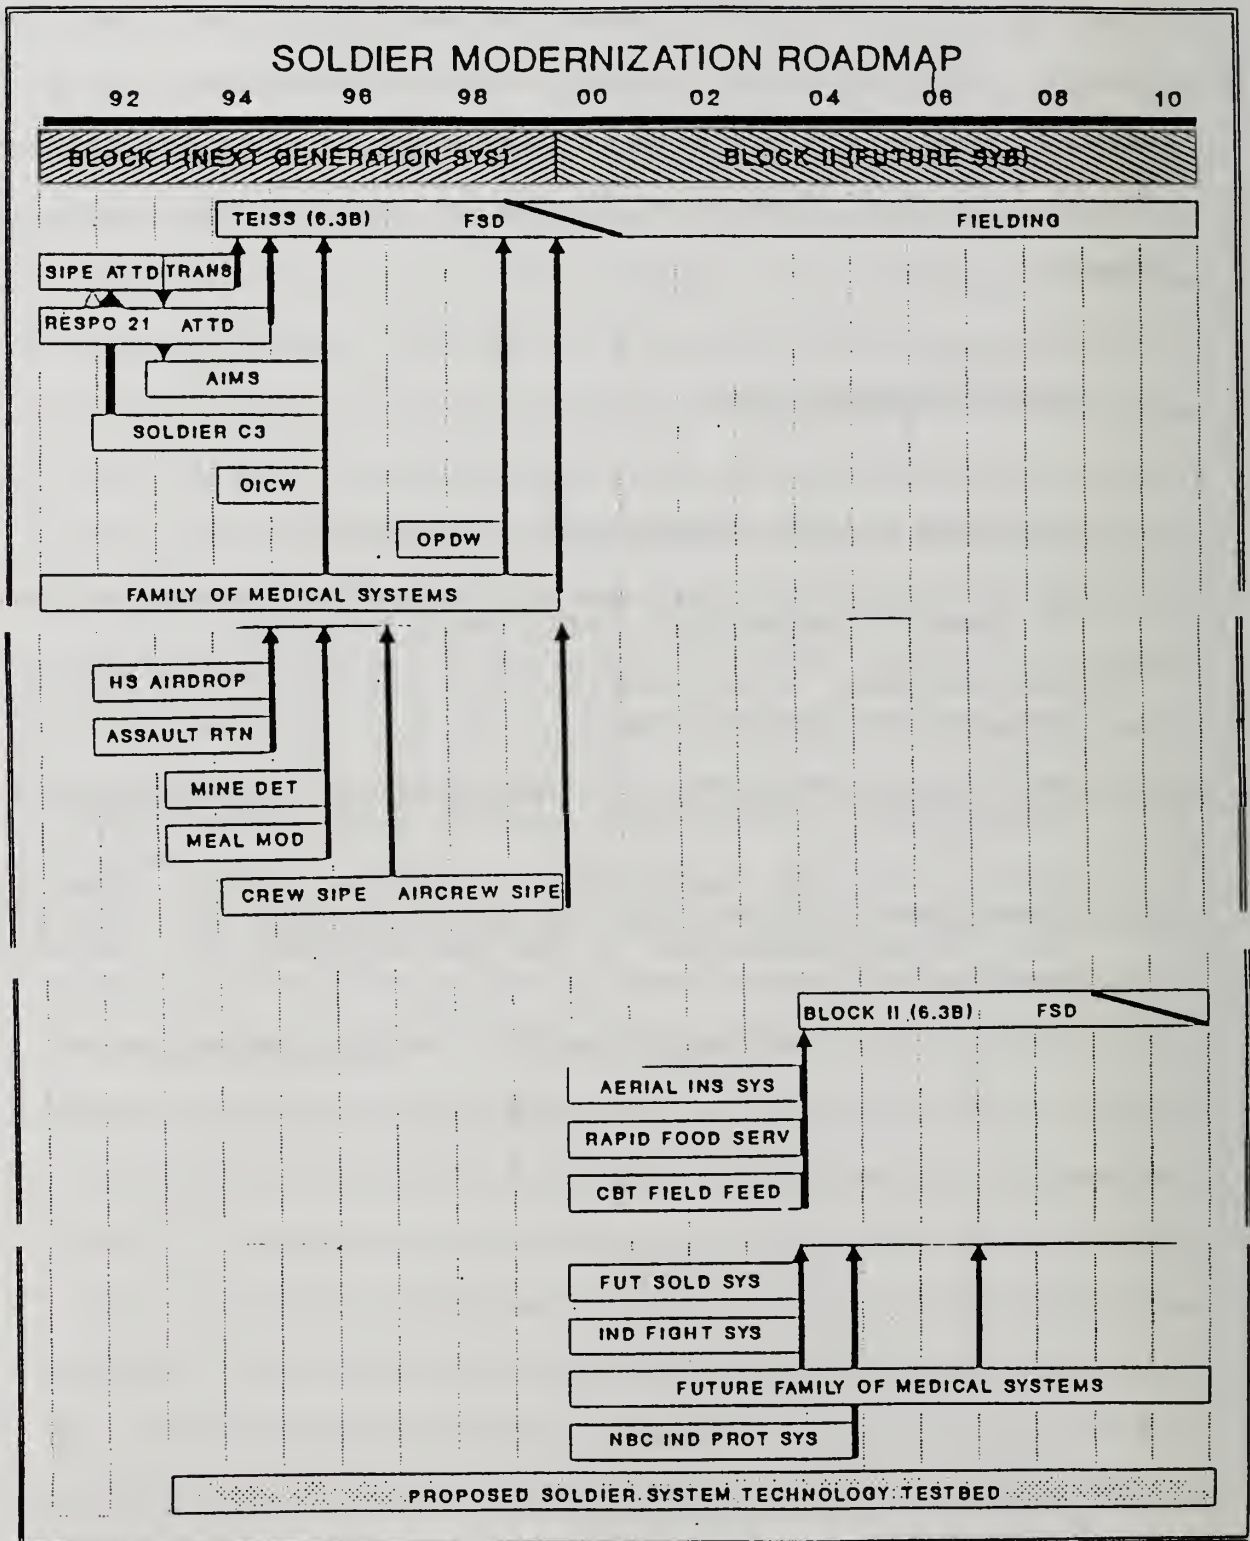 SOLDIER MODERNIZATION ROADMAP
92 94 96 98 00 02 04 06 08 10
BLOCK I (NEXT GENERATION SYS) BLOCK II (FUTURE SYS)
TEISS (6.3B) FSD FIELDING
SIPE ATTD TRANS
RESPO 21 ATTD
AIMS
SOLDIER C3
OICW
OPDW
FAMILY OF MEDICAL SYSTEMS
HS AIRDROP
ASSAULT RTN
MINE DET
MEAL MOD
CREW SIPE AIRCREW SIPE
BLOCK II (6.3B) FSD
AERIAL INS SYS
RAPID FOOD SERV
CBT FIELD FEED
FUT SOLD SYS
IND FIGHT SYS
FUTURE FAMILY OF MEDICAL SYSTEMS
NBC IND PROT SYS
PROPOSED SOLDIER SYSTEM TECHNOLOGY TESTBED